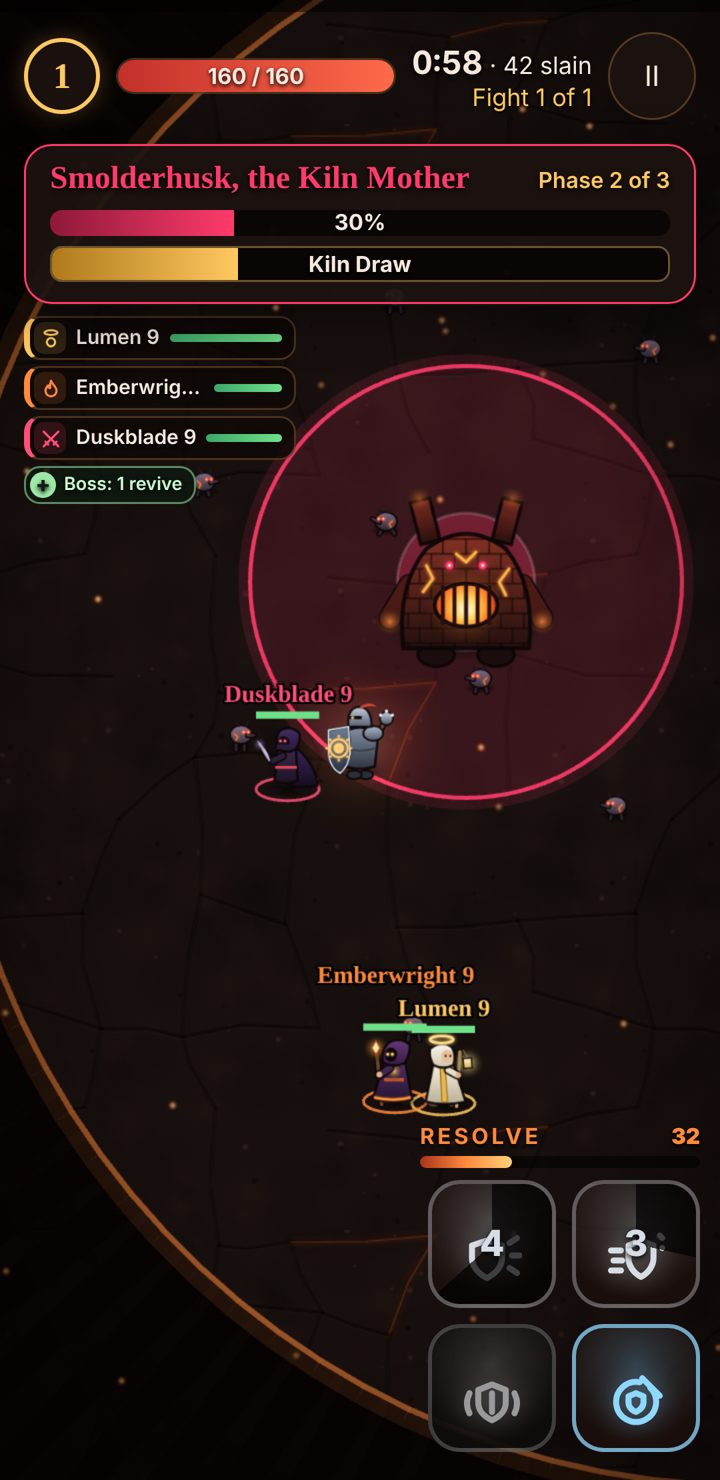 1
160 / 160
0:58 · 42 slain
Fight 1 of 1
Smolderhusk, the Kiln Mother
Phase 2 of 3
30%
Kiln Draw
Lumen 9
Emberwrig...
Duskblade 9
Boss: 1 revive
Duskblade 9
Emberwright 9
Lumen 9
RESOLVE 32
4
3